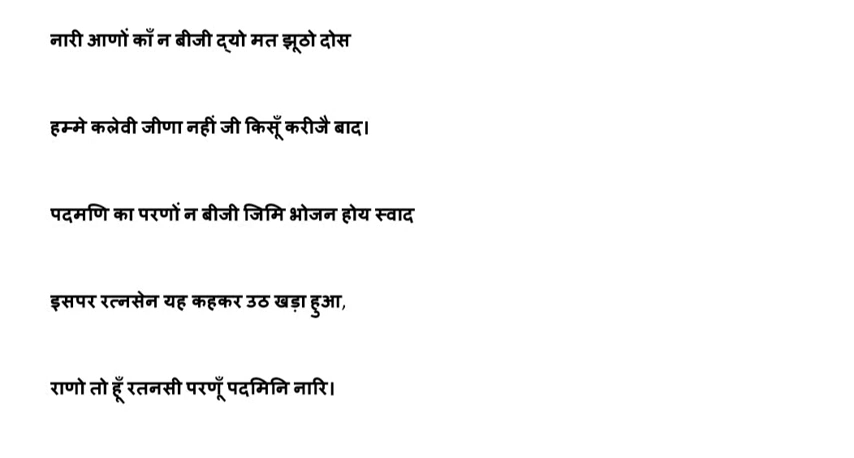 नारी आणों काँ न बीजी द्‌यो मत झूठो दोस
हम्मे कलेवी जीणा नहीं जी किसूँ करीजै बाद।
पदमणि का परणों न बीजी जिमि भोजन होय स्वाद
इसपर रत्नसेन यह कहकर उठ खड़ा हुआ,
राणो तो हूँ रतनसी परणूँ पदमिनि नारि।